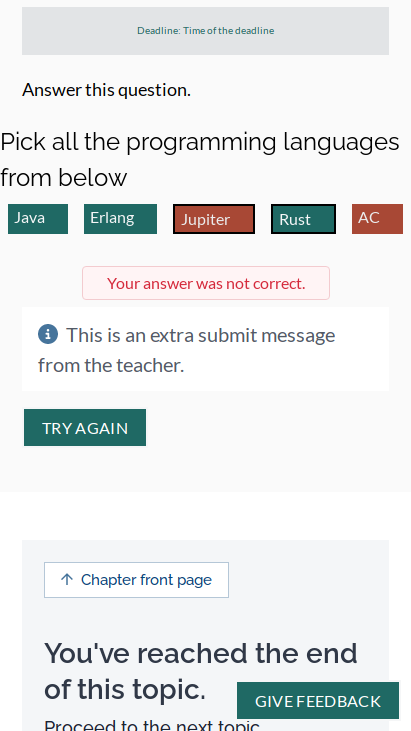 Deadline: Time of the deadline
Answer this question.
Pick all the programming languages
from below
Java Erlang Jupiter Rust AC
Your answer was not correct.
This is an extra submit message
from the teacher.
TRY AGAIN
Chapter front page
You've reached the end
of this topic.
GIVE FEEDBACK
Proceed to the next topic